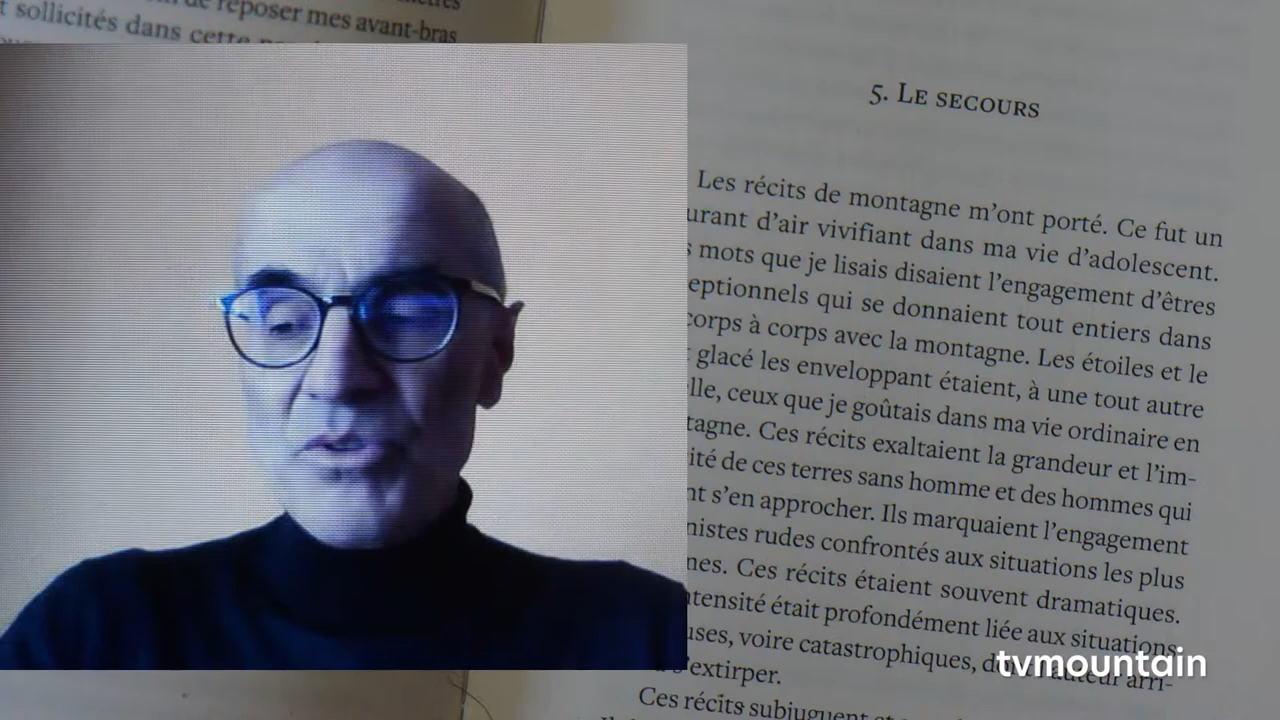 de reposer mes avant-bras
sollicités dans cette
5. LE SECOURS
Les récits de montagne m'ont porté. Ce fut un
urant d'air vivifiant dans ma vie d'adolescent.
s mots que je lisais disaient l'engagement d'êtres
eptionnels qui se donnaient tout entiers dans
corps à corps avec la montagne. Les étoiles et le
glacé les enveloppant étaient, à une tout autre
elle, ceux que je goûtais dans ma vie ordinaire en
tagne. Ces récits exaltaient la grandeur et l'im-
ité de ces terres sans homme et des hommes qui
nt s'en approcher. Ils marquaient l'engagement
nistes rudes confrontés aux situations les plus
nes. Ces récits étaient souvent dramatiques.
ntensité était profondément liée aux situations
uses, voire catastrophiques, dont l'auteur arri-
s'extirper.
Ces récits subjuguent et
tvmountain